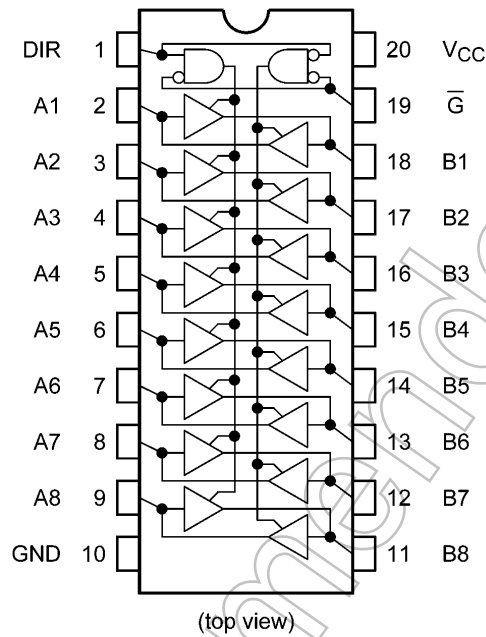 DIR 1 20 VCC
A1 2 19 G̅
A2 3 18 B1
A3 4 17 B2
A4 5 16 B3
A5 6 15 B4
A6 7 14 B5
A7 8 13 B6
A8 9 12 B7
GND 10 11 B8
(top view)
mmend